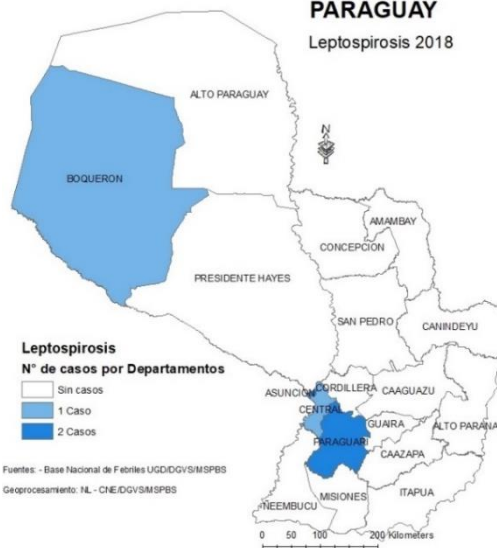 PARAGUAY
Leptospirosis 2018
ALTO PARAGUAY
N
BOQUERON
AMAMBAY
CONCEPCION
PRESIDENTE HAYES
SAN PEDRO
CANINDEYU
Leptospirosis
N° de casos por Departamentos
Sin casos
1 Caso
2 Casos
ASUNCION
CORDILLERA
CAAGUAZU
CENTRAL
GUAIRA
ALTO PARANA
PARAGUARI
CAAZAPA
Fuentes: - Base Nacional de Febriles UGD/DGVS/MSPBS
Geoprocesamiento: NL - CNE/DGVS/MSPBS
ÑEEMBUCU
MISIONES
ITAPUA
0 50 100 200 Kilometers